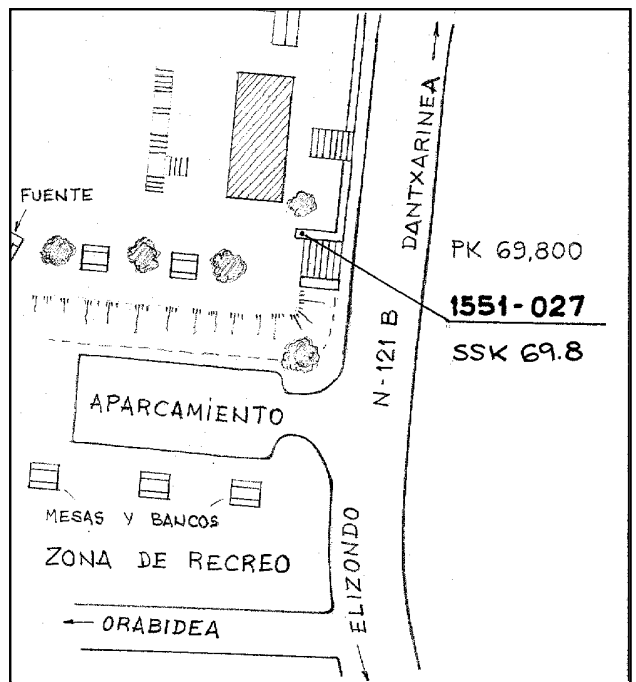 DANTXARINEA
FUENTE
PK 69,800
1551-027
SSK 69.8
N-121 B
APARCAMIENTO
MESAS Y BANCOS
ZONA DE RECREO
ELIZONDO
ORABIDEA